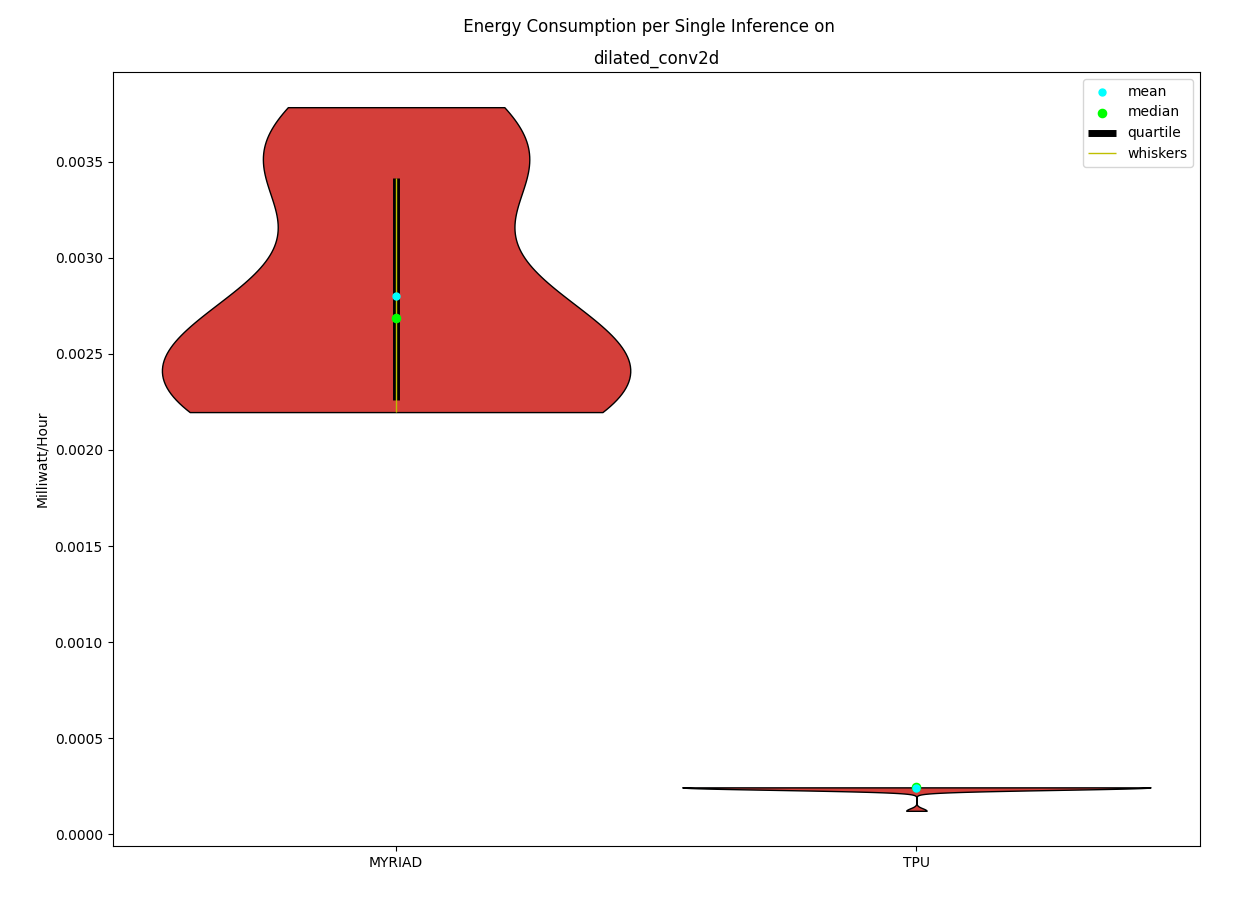 Energy Consumption per Single Inference on
dilated_conv2d
mean
median
quartile
whiskers
0.0035
0.0030
0.0025
0.0020
0.0015
0.0010
0.0005
0.0000
Milliwatt/Hour
MYRIAD
TPU